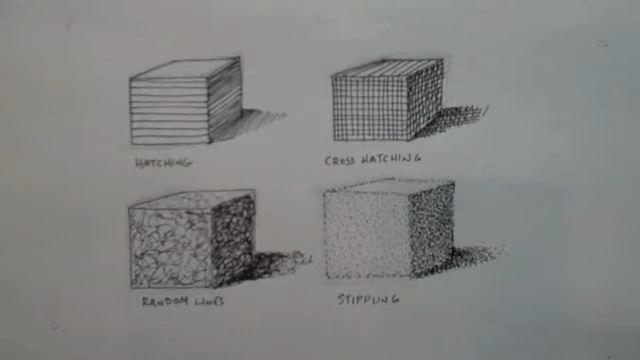 HATCHING
CROSS HATCHING
RANDOM LINES
STIPPLING